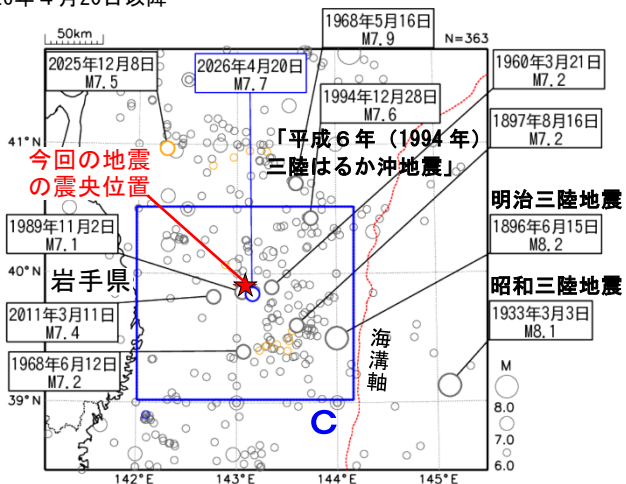 50km
N=363
1968年5月16日
M7.9
2025年12月8日
M7.5
2026年4月20日
M7.7
1960年3月21日
M7.2
1994年12月28日
M7.6
1897年8月16日
M7.2
「平成６年（1994年）
三陸はるか沖地震」
41°N
今回の地震
の震央位置
明治三陸地震
1896年6月15日
M8.2
1989年11月2日
M7.1
40°N
岩手県
昭和三陸地震
1933年3月3日
M8.1
2011年3月11日
M7.4
海溝軸
1968年6月12日
M7.2
39°N
C
M
8.0
7.0
6.0
142°E
143°E
144°E
145°E